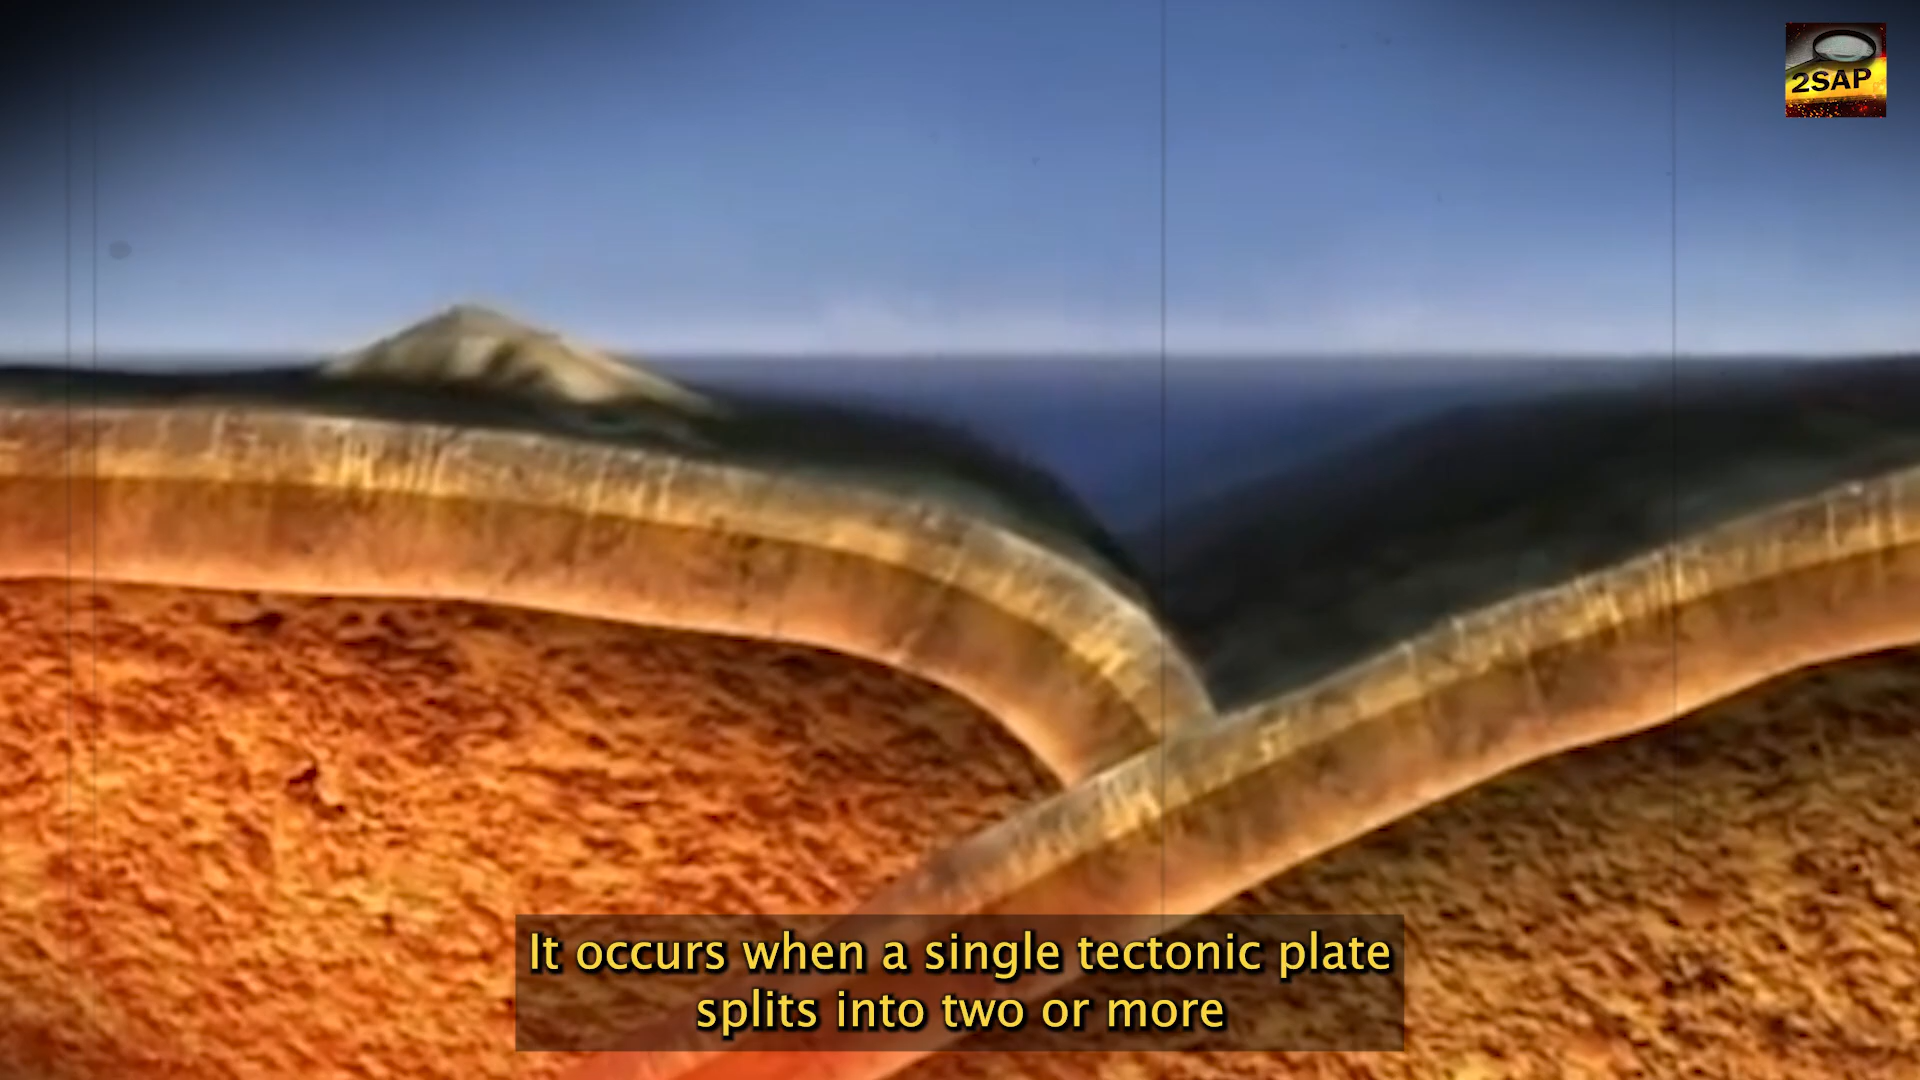 2SAP
It occurs when a single tectonic plate
splits into two or more